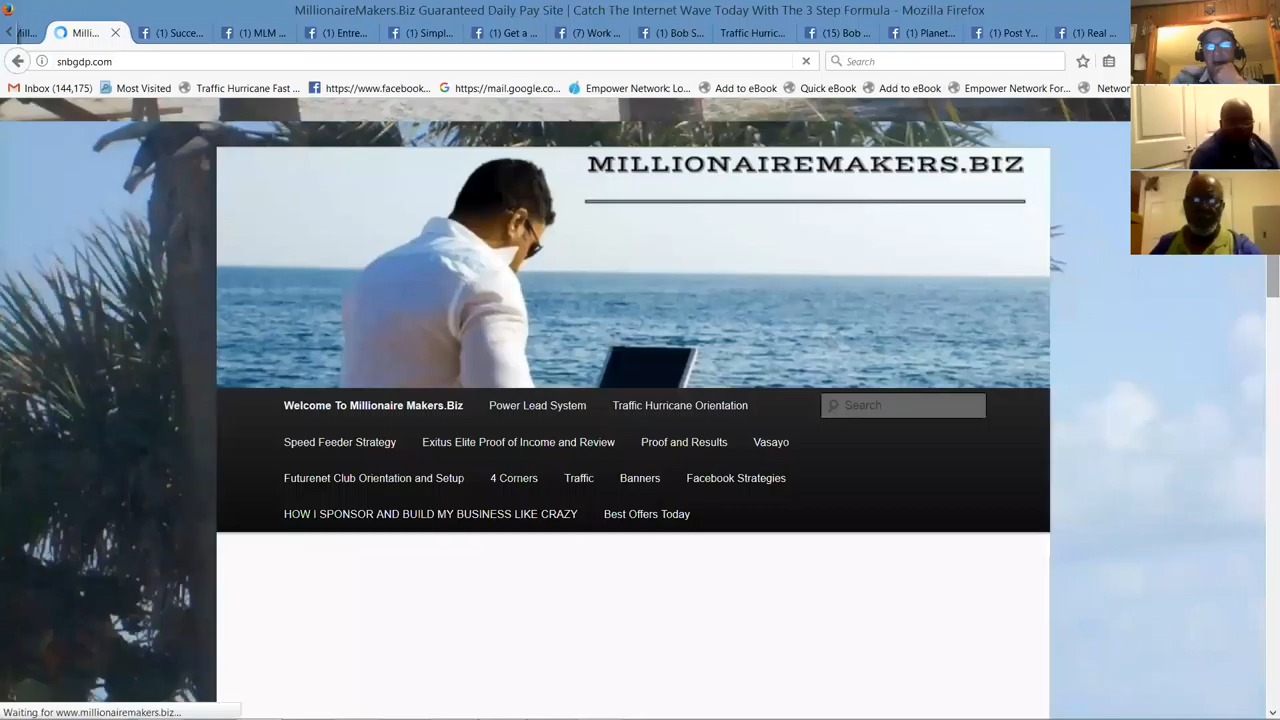 MillionaireMakers.Biz Guaranteed Daily Pay Site | Catch The Internet Wave Today With The 3 Step Formula - Mozilla Firefox
Mill... Milli... (1) Succe... (1) MLM ... (1) Entre... (1) Simpl... (1) Get a ... (7) Work ... (1) Bob S... Traffic Hurric... (15) Bob ... (1) Planet... (1) Post Y... (1) Real ...
snbgdp.com Search
Inbox (144,175) Most Visited Traffic Hurricane Fast ... https://www.facebook... https://mail.google.co... Empower Network: Lo... Add to eBook Quick eBook Add to eBook Empower Network For... Networ
MILLIONAIREMAKERS.BIZ
Welcome To Millionaire Makers.Biz Power Lead System Traffic Hurricane Orientation Search
Speed Feeder Strategy Exitus Elite Proof of Income and Review Proof and Results Vasayo
Futurenet Club Orientation and Setup 4 Corners Traffic Banners Facebook Strategies
HOW I SPONSOR AND BUILD MY BUSINESS LIKE CRAZY Best Offers Today
Waiting for www.millionairemakers.biz...